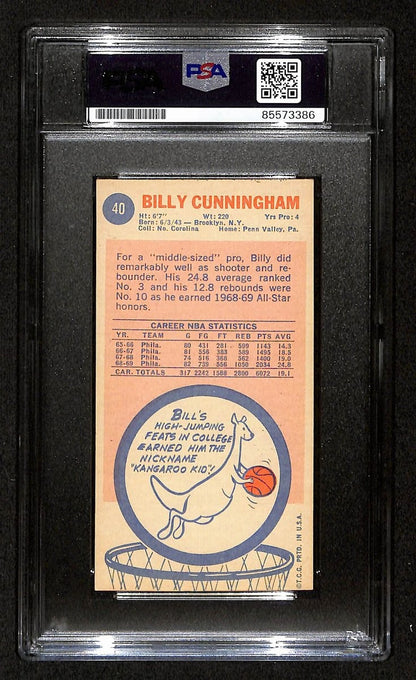 PSA
85573386
40
BILLY CUNNINGHAM
Ht: 6'7" Wt: 220 Yrs Pro: 4
Born: 6/3/43 — Brooklyn, N.Y.
Coll: No. Carolina Home: Penn Valley, Pa.
For a "middle-sized" pro, Billy did
remarkably well as shooter and re-
bounder. His 24.8 average ranked
No. 3 and his 12.8 rebounds were
No. 10 as he earned 1968-69 All-Star
honors.
CAREER NBA STATISTICS
YR. TEAM G FG FT REB PTS AVG
65-66 Phila. 80 431 281 599 1143 14.3
66-67 Phila. 81 556 383 589 1495 18.5
67-68 Phila. 74 516 368 562 1400 19.0
68-69 Phila. 82 739 556 1050 2034 24.8
CAR. TOTALS 317 2242 1588 2800 6072 19.1
BILL'S
HIGH-JUMPING
FEATS IN COLLEGE
EARNED HIM THE
NICKNAME
"KANGAROO KID"!
©T.C.G. PRTD. IN U.S.A.